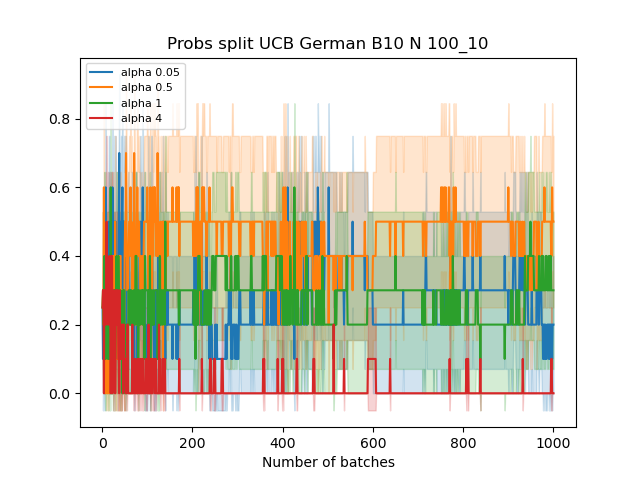 Probs split UCB German B10 N 100_10
alpha 0.05
alpha 0.5
alpha 1
alpha 4
0.8
0.6
0.4
0.2
0.0
0 200 400 600 800 1000
Number of batches